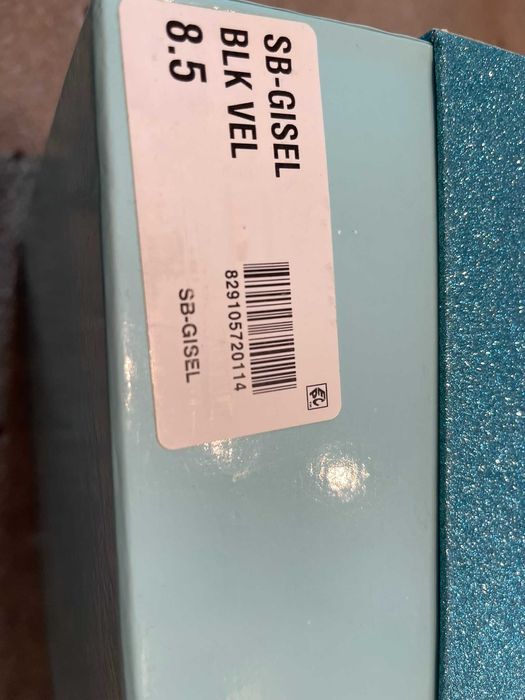 SB-GISEL
BLK VEL
8.5
829105720114
SB-GISEL